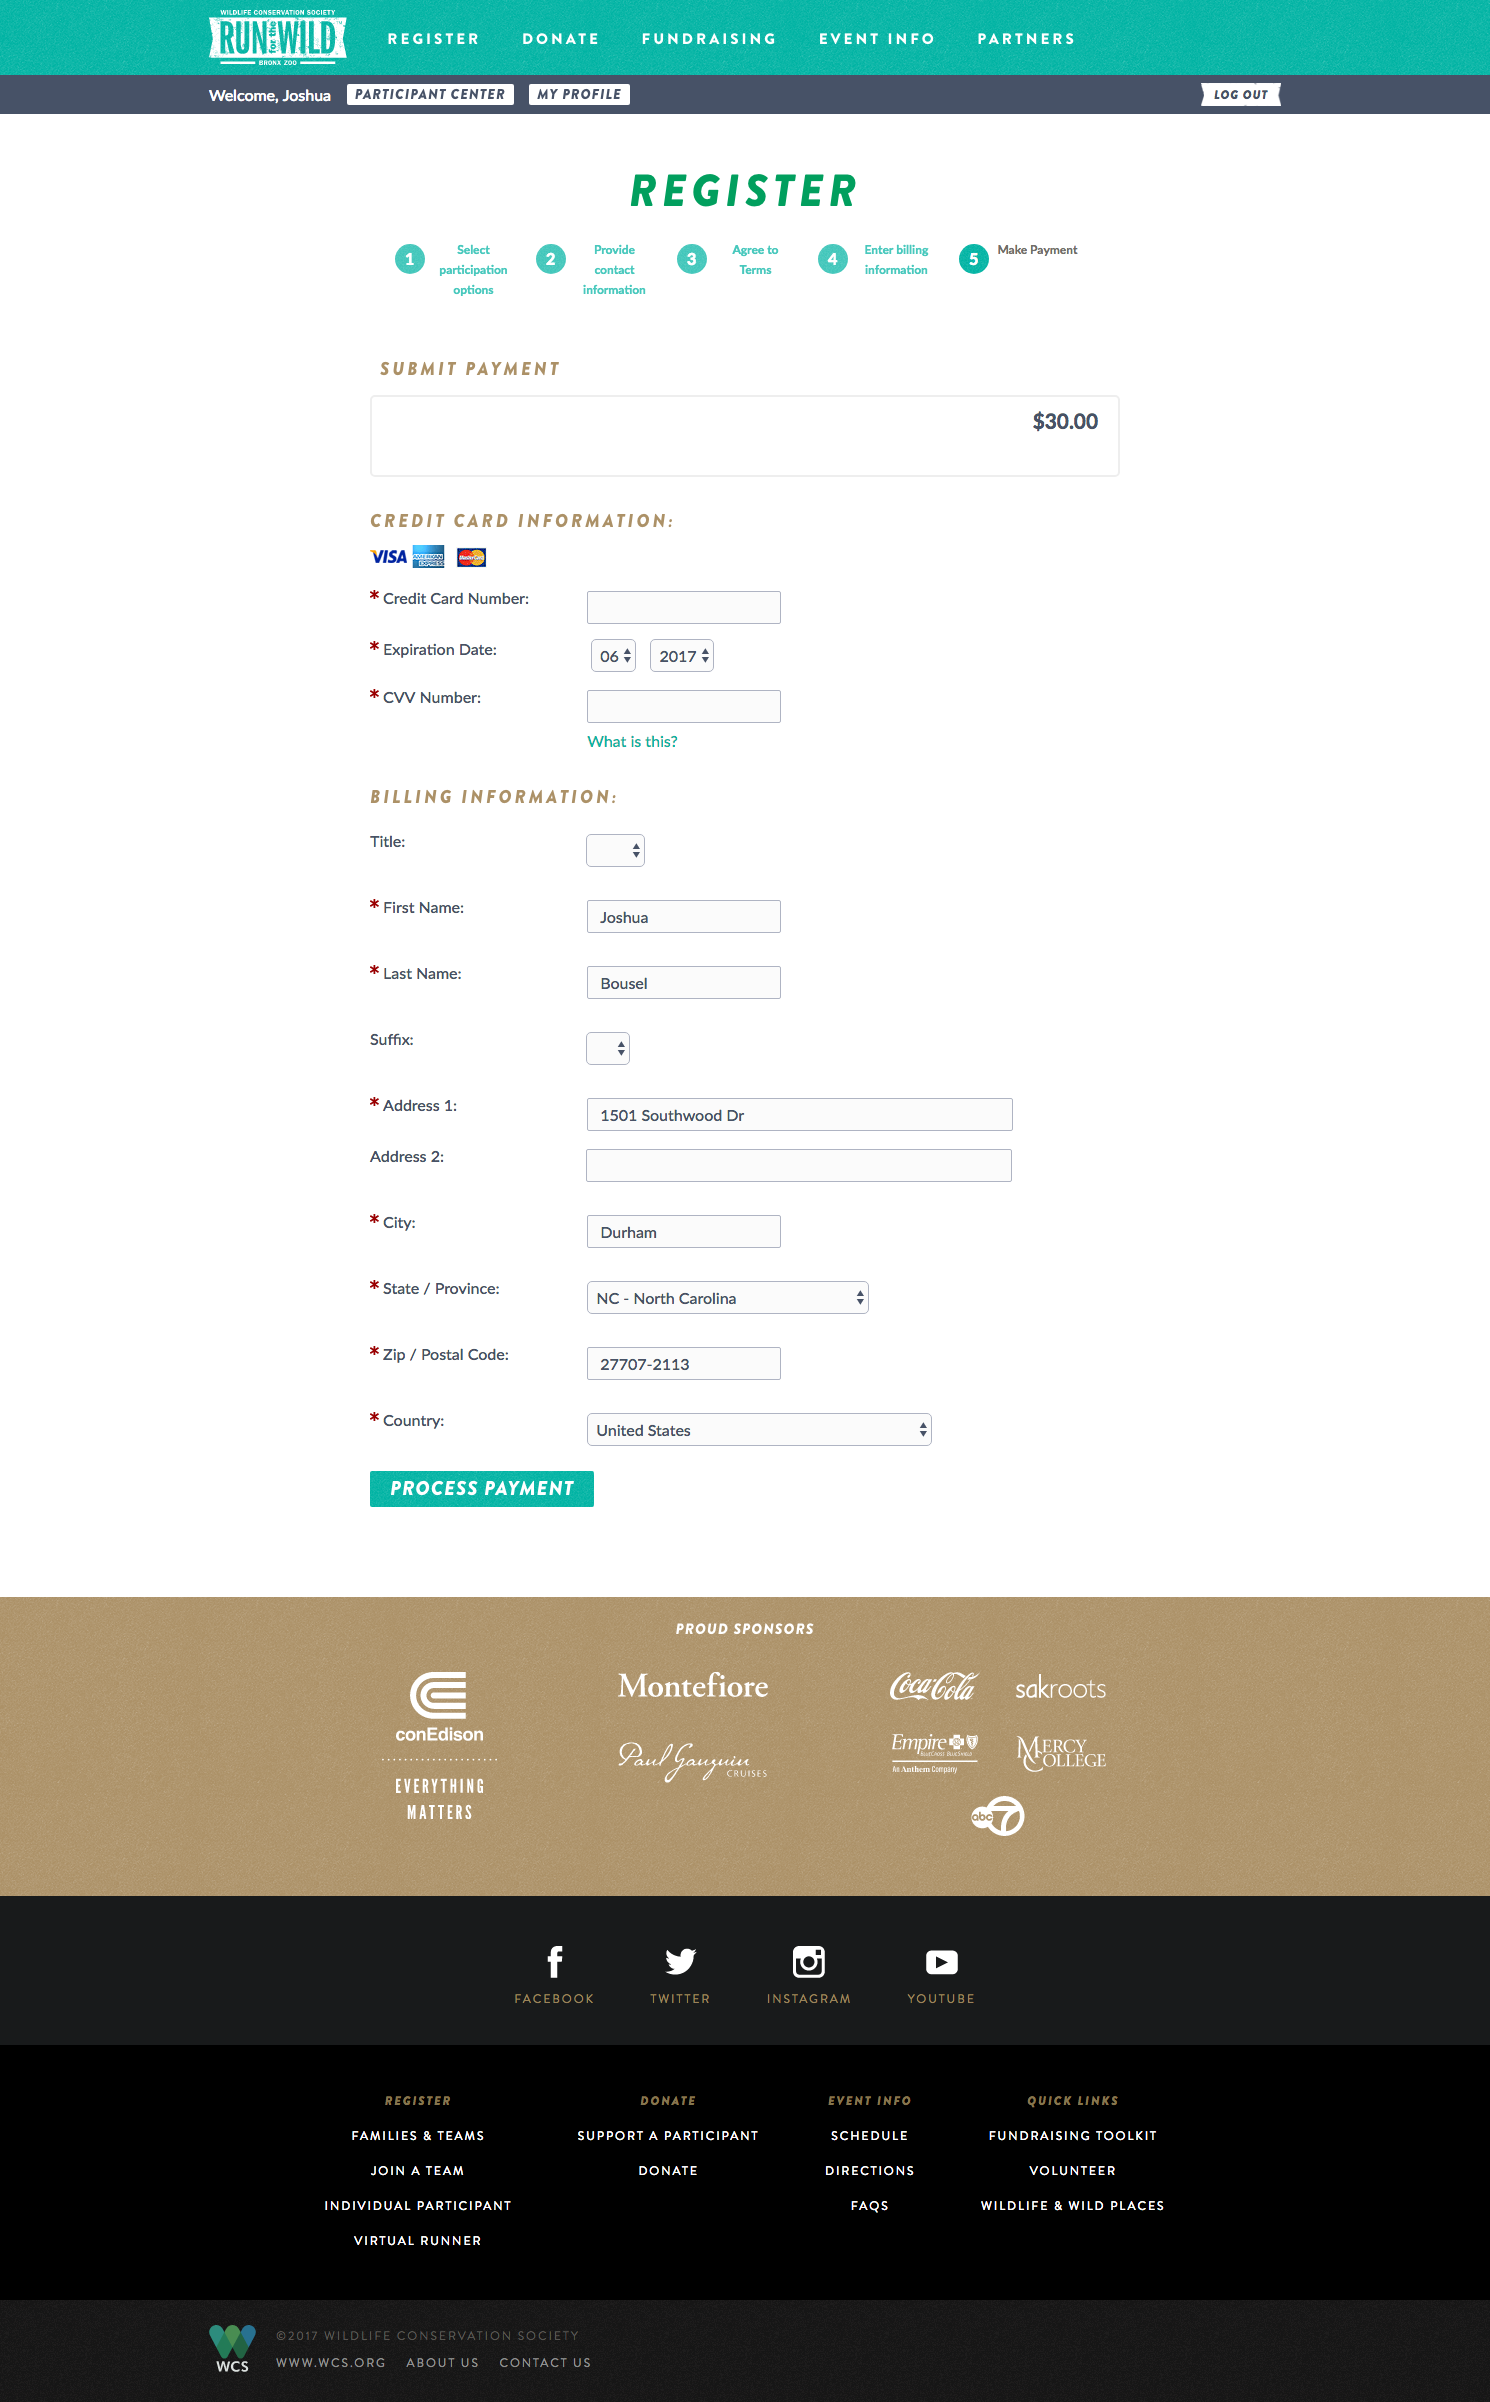 WILDLIFE CONSERVATION SOCIETY
RUN for the WILD
BRONX ZOO
REGISTER DONATE FUNDRAISING EVENT INFO PARTNERS
Welcome, Joshua PARTICIPANT CENTER MY PROFILE LOG OUT
REGISTER
1 Select participation options
2 Provide contact information
3 Agree to Terms
4 Enter billing information
5 Make Payment
SUBMIT PAYMENT
$30.00
CREDIT CARD INFORMATION:
VISA AMERICAN EXPRESS MasterCard
* Credit Card Number:
* Expiration Date: 06 2017
* CVV Number:
What is this?
BILLING INFORMATION:
Title:
* First Name: Joshua
* Last Name: Bousel
Suffix:
* Address 1: 1501 Southwood Dr
Address 2:
* City: Durham
* State / Province: NC - North Carolina
* Zip / Postal Code: 27707-2113
* Country: United States
PROCESS PAYMENT
PROUD SPONSORS
conEdison
EVERYTHING
MATTERS
Montefiore
Paul Gauguin
CRUISES
Coca-Cola
sakroots
Empire
BLUECROSS BLUESHIELD
An Anthem Company
MERCY
COLLEGE
abc 7
FACEBOOK TWITTER INSTAGRAM YOUTUBE
REGISTER
FAMILIES & TEAMS
JOIN A TEAM
INDIVIDUAL PARTICIPANT
VIRTUAL RUNNER
DONATE
SUPPORT A PARTICIPANT
DONATE
EVENT INFO
SCHEDULE
DIRECTIONS
FAQS
QUICK LINKS
FUNDRAISING TOOLKIT
VOLUNTEER
WILDLIFE & WILD PLACES
WCS
©2017 WILDLIFE CONSERVATION SOCIETY
WWW.WCS.ORG ABOUT US CONTACT US